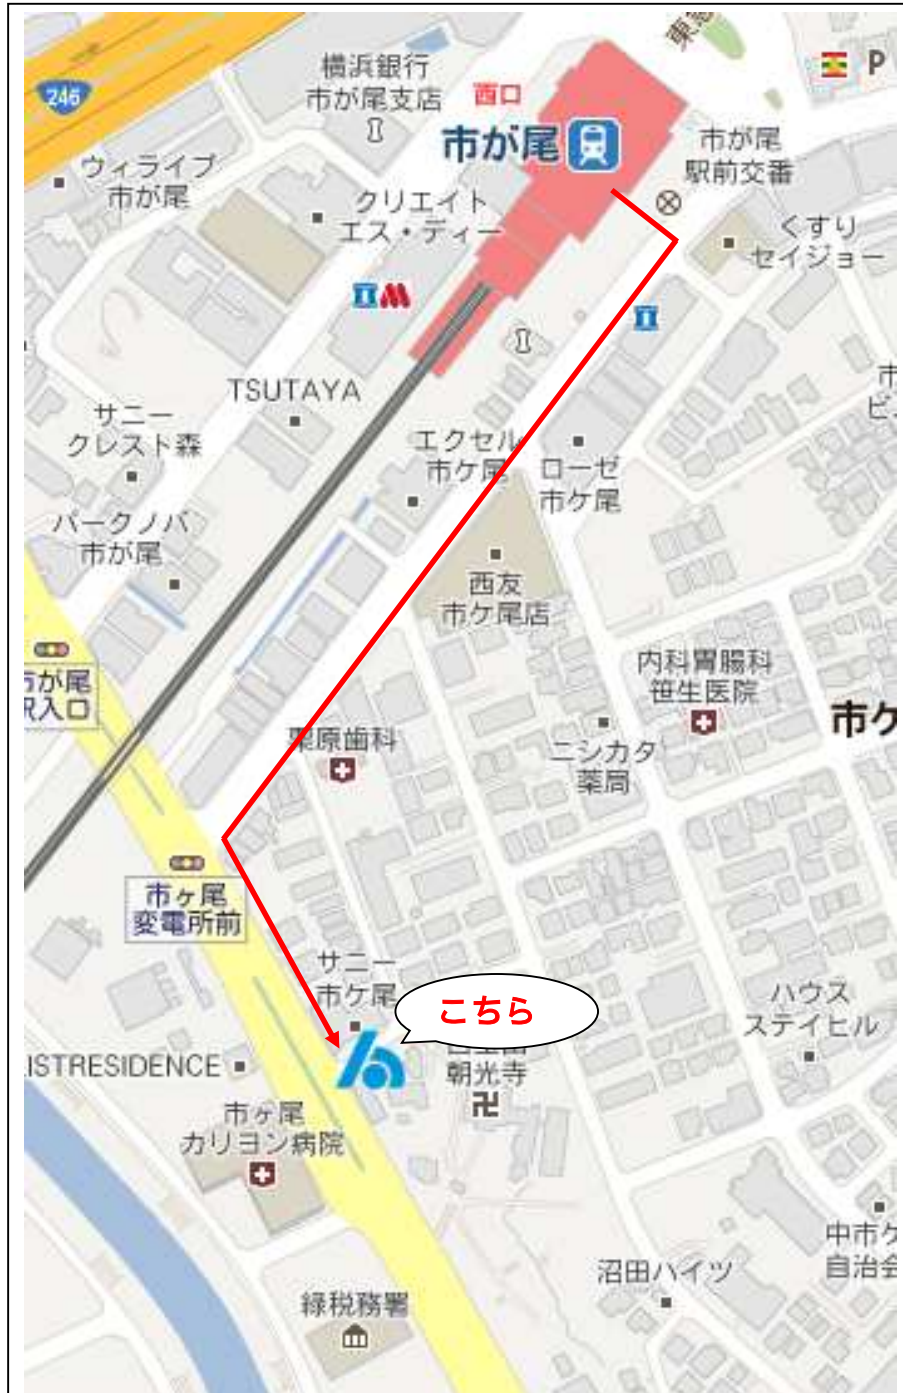 東急
246
横浜銀行
市が尾支店
西口
P
市が尾
市が尾
駅前交番
ウィライブ
市が尾
クリエイト
エス・ディー
くすり
セイジョー
TSUTAYA
サニー
クレスト森
エクセル
市ケ尾
ローゼ
市ケ尾
市
ビ
パークノバ
市が尾
西友
市ケ尾店
市が尾
駅入口
内科胃腸科
笹生医院
市ケ
栗原歯科
ニシカタ
薬局
市ヶ尾
変電所前
サニー
市ケ尾
こちら
ハウス
ステイヒル
朝光寺
LISTRESIDENCE
市ヶ尾
カリヨン病院
中市ケ
自治会
沼田ハイツ
緑税務署